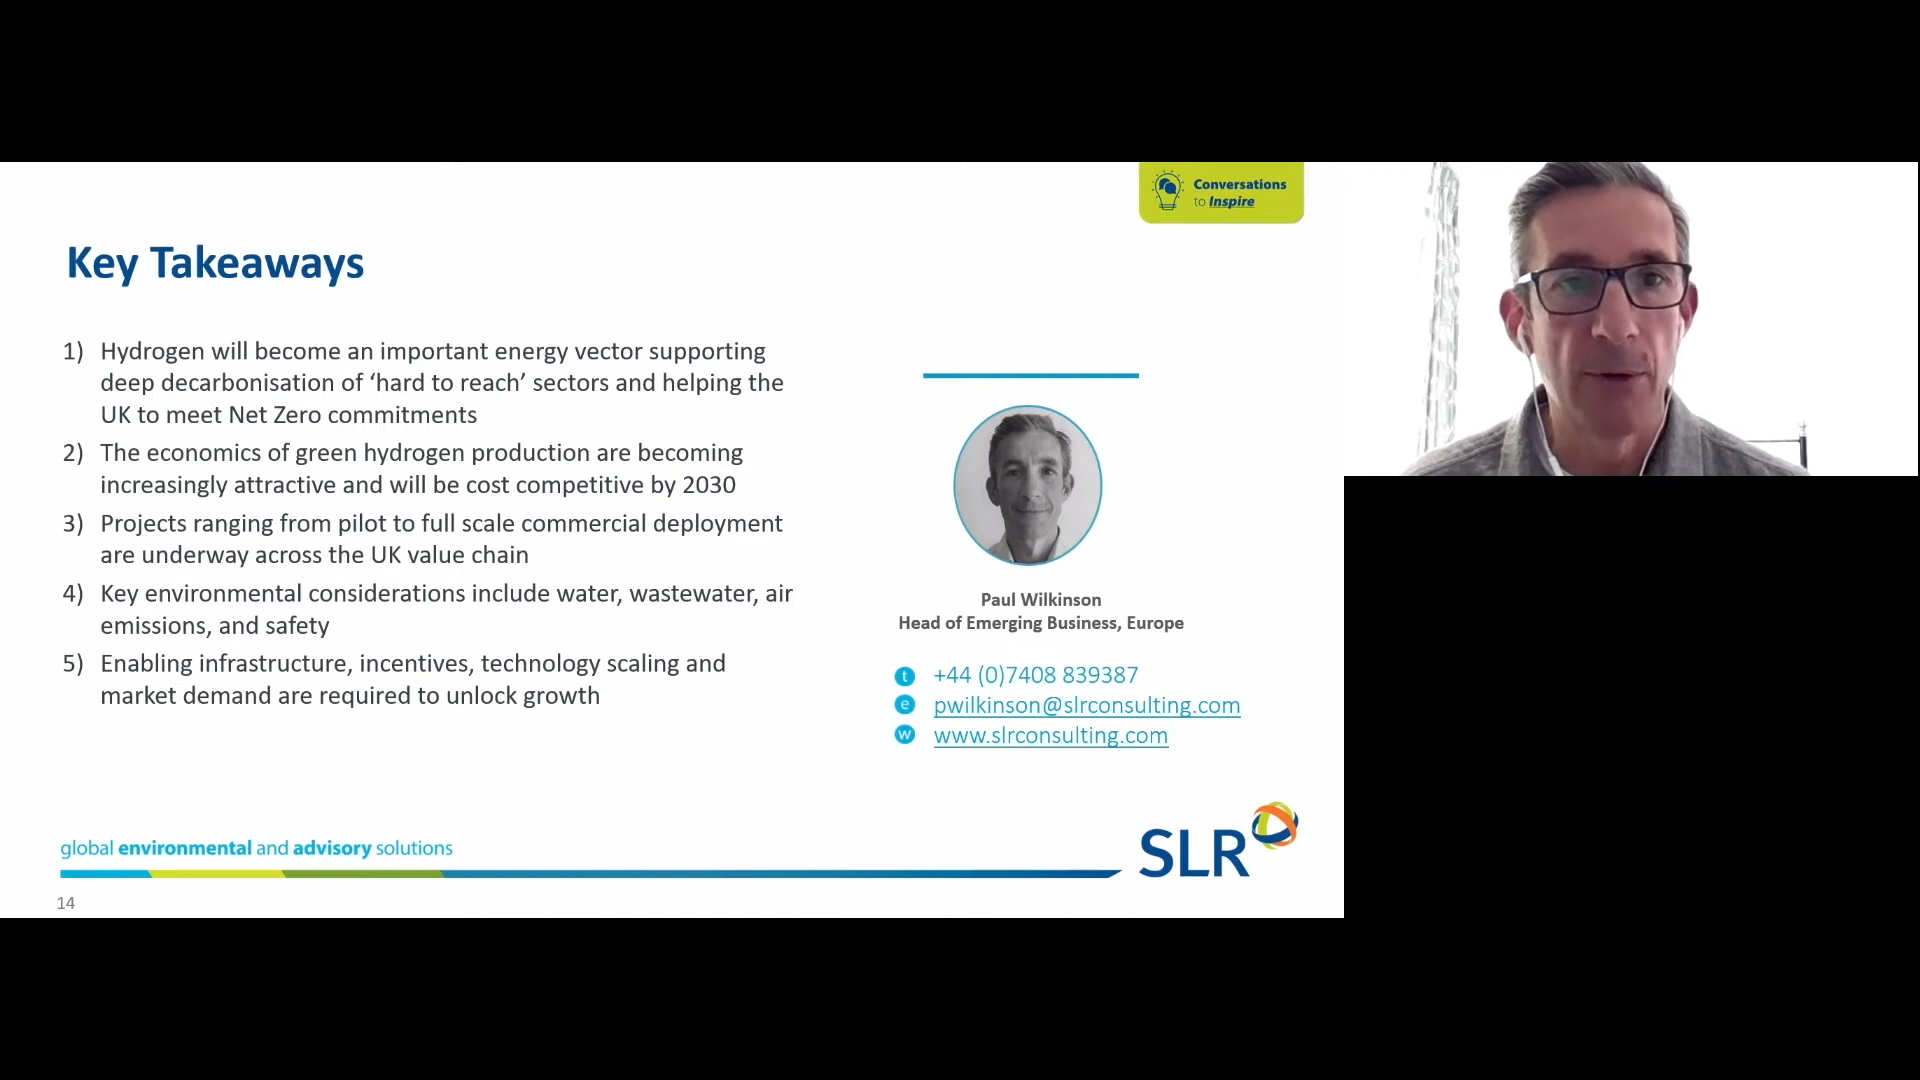 Conversations
to Inspire
Key Takeaways
1) Hydrogen will become an important energy vector supporting
deep decarbonisation of ‘hard to reach’ sectors and helping the
UK to meet Net Zero commitments
2) The economics of green hydrogen production are becoming
increasingly attractive and will be cost competitive by 2030
3) Projects ranging from pilot to full scale commercial deployment
are underway across the UK value chain
4) Key environmental considerations include water, wastewater, air
emissions, and safety
5) Enabling infrastructure, incentives, technology scaling and
market demand are required to unlock growth
Paul Wilkinson
Head of Emerging Business, Europe
t +44 (0)7408 839387
e pwilkinson@slrconsulting.com
w www.slrconsulting.com
global environmental and advisory solutions
SLR
14